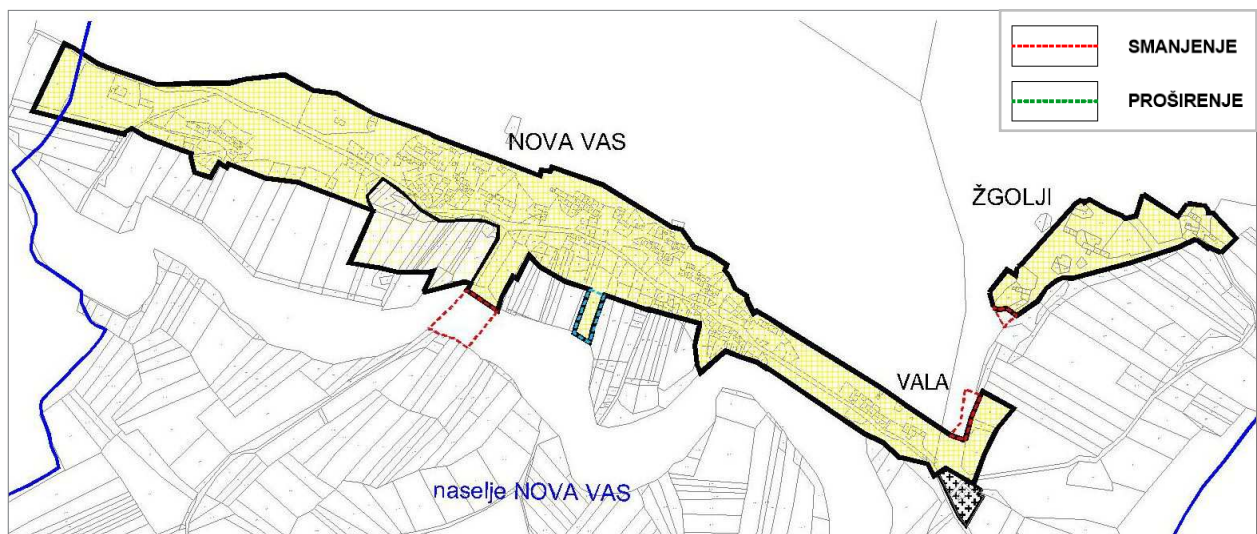 SMANJENJE
PROŠIRENJE
NOVA VAS
ŽGOLJI
VALA
naselje NOVA VAS